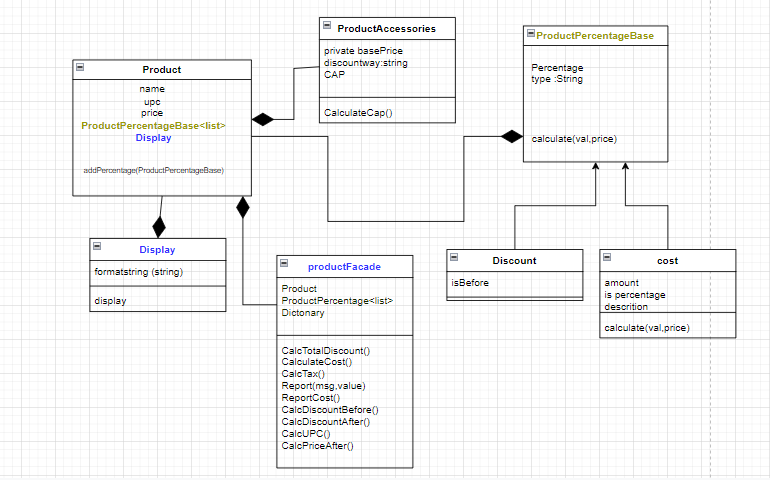 Product
name
upc
price
ProductPercentageBase<list>
Display
addPercentage(ProductPercentageBase)
ProductAccessories
private basePrice
discountway:string
CAP
CalculateCap()
ProductPercentageBase
Percentage
type :String
calculate(val,price)
Display
formatstring (string)
display
productFacade
Product
ProductPercentage<list>
Dictonary
CalcTotalDiscount()
CalculateCost()
CalcTax()
Report(msg,value)
ReportCost()
CalcDiscountBefore()
CalcDiscountAfter()
CalcUPC()
CalcPriceAfter()
Discount
isBefore
cost
amount
is percentage
descrition
calculate(val,price)